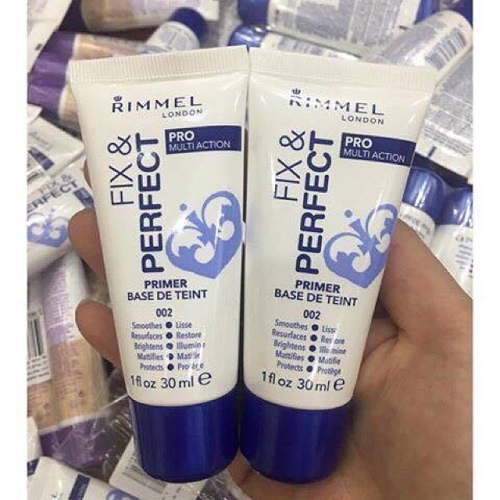 RIMMEL
LONDON
FIX &
PERFECT
PRO
MULTI ACTION
PRIMER
BASE DE TEINT
002
Smoothes • Lisse
Resurfaces • Restore
Brightens • Illumine
Mattifies • Matifie
Protects • Protège
1 fl oz 30 ml e
RIMMEL
LONDON
FIX &
PERFECT
PRO
MULTI ACTION
PRIMER
BASE DE TEINT
002
Smoothes • Lisse
Resurfaces • Restore
Brightens • Illumine
Mattifies • Matifie
Protects • Protège
1 fl oz 30 ml e